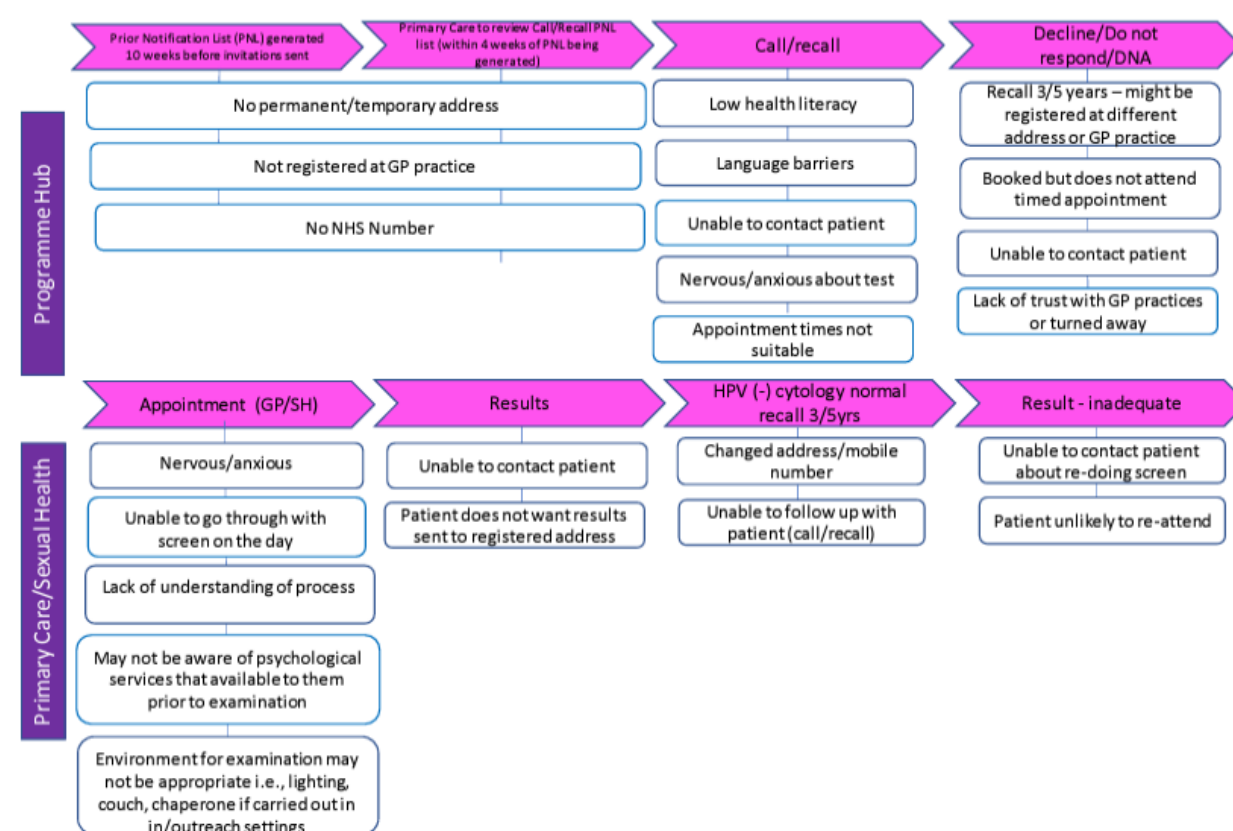 Prior Notification List (PNL) generated
10 weeks before invitations sent
Primary Care to review Call/Recall PNL
list (within 4 weeks of PNL being
generated)
Call/recall
Decline/Do not
respond/DNA
Programme Hub
No permanent/temporary address
Not registered at GP practice
No NHS Number
Low health literacy
Language barriers
Unable to contact patient
Nervous/anxious about test
Appointment times not
suitable
Recall 3/5 years – might be
registered at different
address or GP practice
Booked but does not attend
timed appointment
Unable to contact patient
Lack of trust with GP practices
or turned away
Primary Care/Sexual Health
Appointment (GP/SH)
Results
HPV (-) cytology normal
recall 3/5yrs
Result - inadequate
Nervous/anxious
Unable to go through with
screen on the day
Lack of understanding of process
May not be aware of psychological
services that available to them
prior to examination
Environment for examination may
not be appropriate i.e., lighting,
couch, chaperone if carried out in
in/outreach settings
Unable to contact patient
Patient does not want results
sent to registered address
Changed address/mobile
number
Unable to follow up with
patient (call/recall)
Unable to contact patient
about re-doing screen
Patient unlikely to re-attend